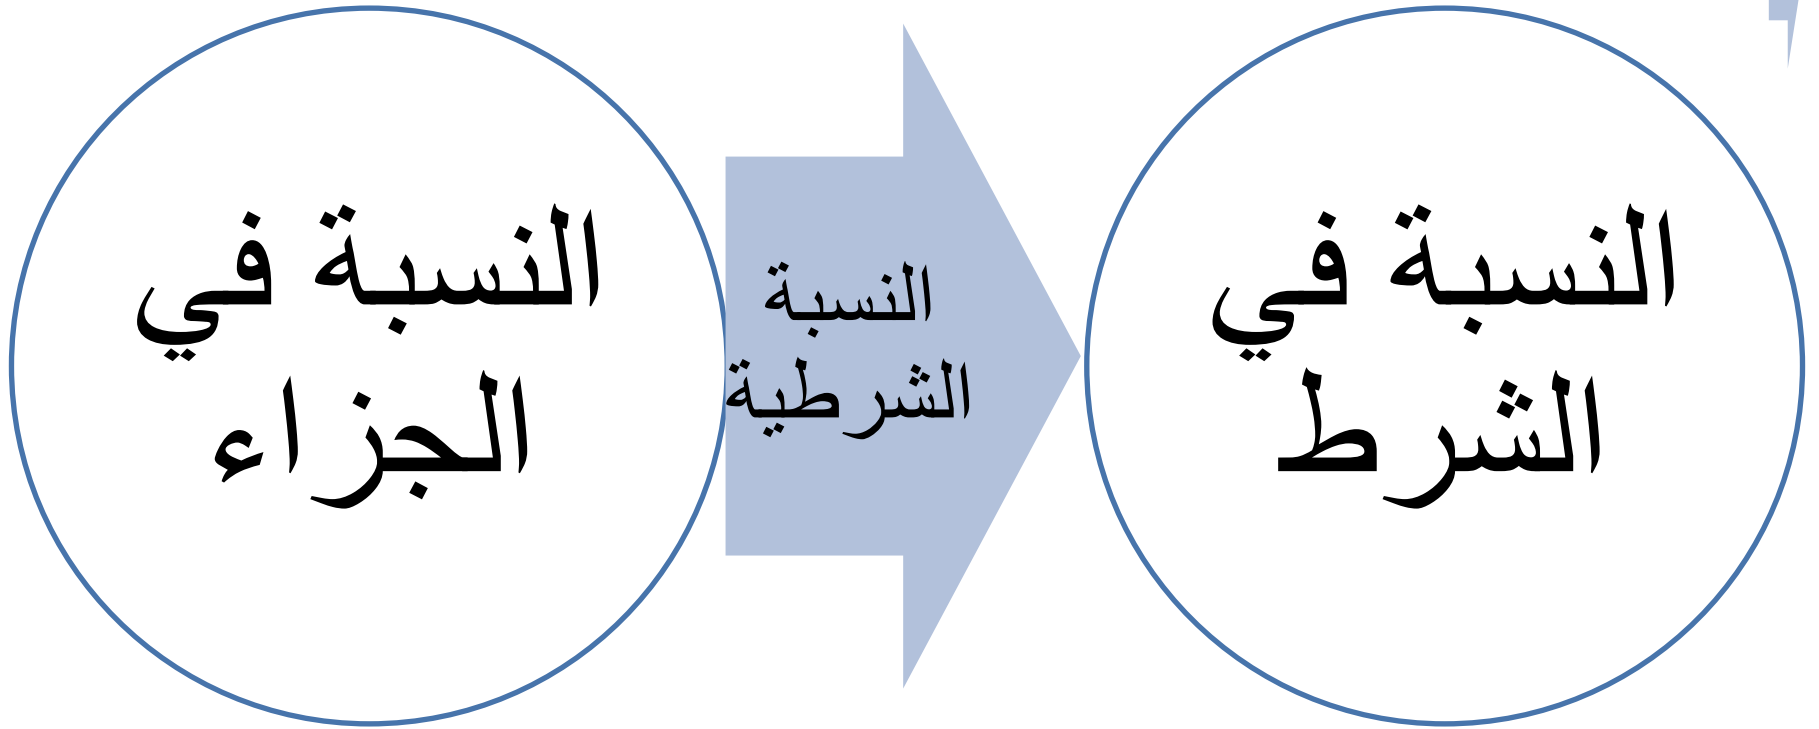 النسبة في
الشرط
النسبة
الشرطية
النسبة في
الجزاء